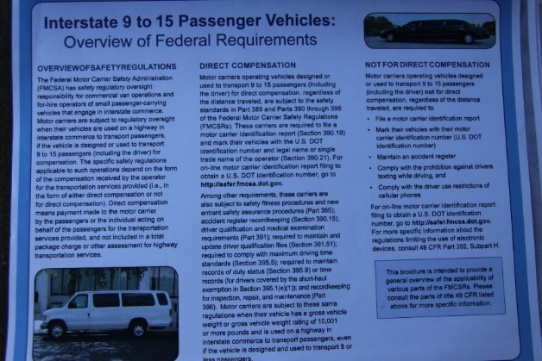 Interstate 9 to 15 Passenger Vehicles:
Overview of Federal Requirements
OVERVIEWOFSAFETYREGULATIONS
The Federal Motor Carrier Safety Administration
(FMCSA) has safety regulatory oversight
responsibility for commercial van operations and
for-hire operators of small passenger-carrying
vehicles that engage in interstate commerce.
Motor carriers are subject to regulatory oversight
when their vehicles are used on a highway in
interstate commerce to transport passengers,
if the vehicle is designed or used to transport
9 to 15 passengers (including the driver) for
compensation. The specific safety regulations
applicable to such operations depend on the form
of the compensation received by the operator
for the transportation services provided (i.e., in
the form of either direct compensation or not
for direct compensation). Direct compensation
means payment made to the motor carrier
by the passengers or the individual acting on
behalf of the passengers for the transportation
services provided, and not included in a total
package charge or other assessment for highway
transportation services.
DIRECT COMPENSATION
Motor carriers operating vehicles designed or
used to transport 9 to 15 passengers (including
the driver) for direct compensation, regardless of
the distance traveled, are subject to the safety
standards in Part 385 and Parts 390 through 396
of the Federal Motor Carrier Safety Regulations
(FMCSRs). These carriers are required to file a
motor carrier identification report (Section 390.19)
and mark their vehicles with the U.S. DOT
identification number and legal name or single
trade name of the operator (Section 390.21). For
on-line motor carrier identification report filing to
obtain a U.S. DOT identification number, go to
http://safer.fmcsa.dot.gov.
Among other requirements, these carriers are
also subject to safety fitness procedures and new
entrant safety assurance procedures (Part 385);
accident register recordkeeping (Section 390.15);
driver qualification and medical examination
requirements (Part 391); required to maintain and
update driver qualification files (Section 391.51);
required to comply with maximum driving time
standards (Section 395.5); required to maintain
records of duty status (Section 395.8) or time
records (for drivers covered by the short-haul
exemption in Section 395.1(e)(1)); and recordkeeping
for inspection, repair, and maintenance (Part
396). Motor carriers are subject to these same
regulations when their vehicle has a gross vehicle
weight or gross vehicle weight rating of 10,001
or more pounds and is used on a highway in
interstate commerce to transport passengers, even
if the vehicle is designed and used to transport 8 or
less passengers.
NOT FOR DIRECT COMPENSATION
Motor carriers operating vehicles designed
or used to transport 9 to 15 passengers
(including the driver) not for direct
compensation, regardless of the distance
traveled, are required to
• File a motor carrier identification report
• Mark their vehicles with their motor
carrier identification number (U.S. DOT
identification number)
• Maintain an accident register
• Comply with the prohibition against drivers
texting while driving, and
• Comply with the driver use restrictions of
cellular phones
For on-line motor carrier identification report
filing to obtain a U.S. DOT identification
number, go to http://safer.fmcsa.dot.gov.
For more specific information about the
regulations limiting the use of electronic
devices, consult 49 CFR Part 392, Subpart H.
This brochure is intended to provide a
general overview of the applicability of
various parts of the FMCSRs. Please
consult the parts of title 49 CFR listed
above for more specific information.